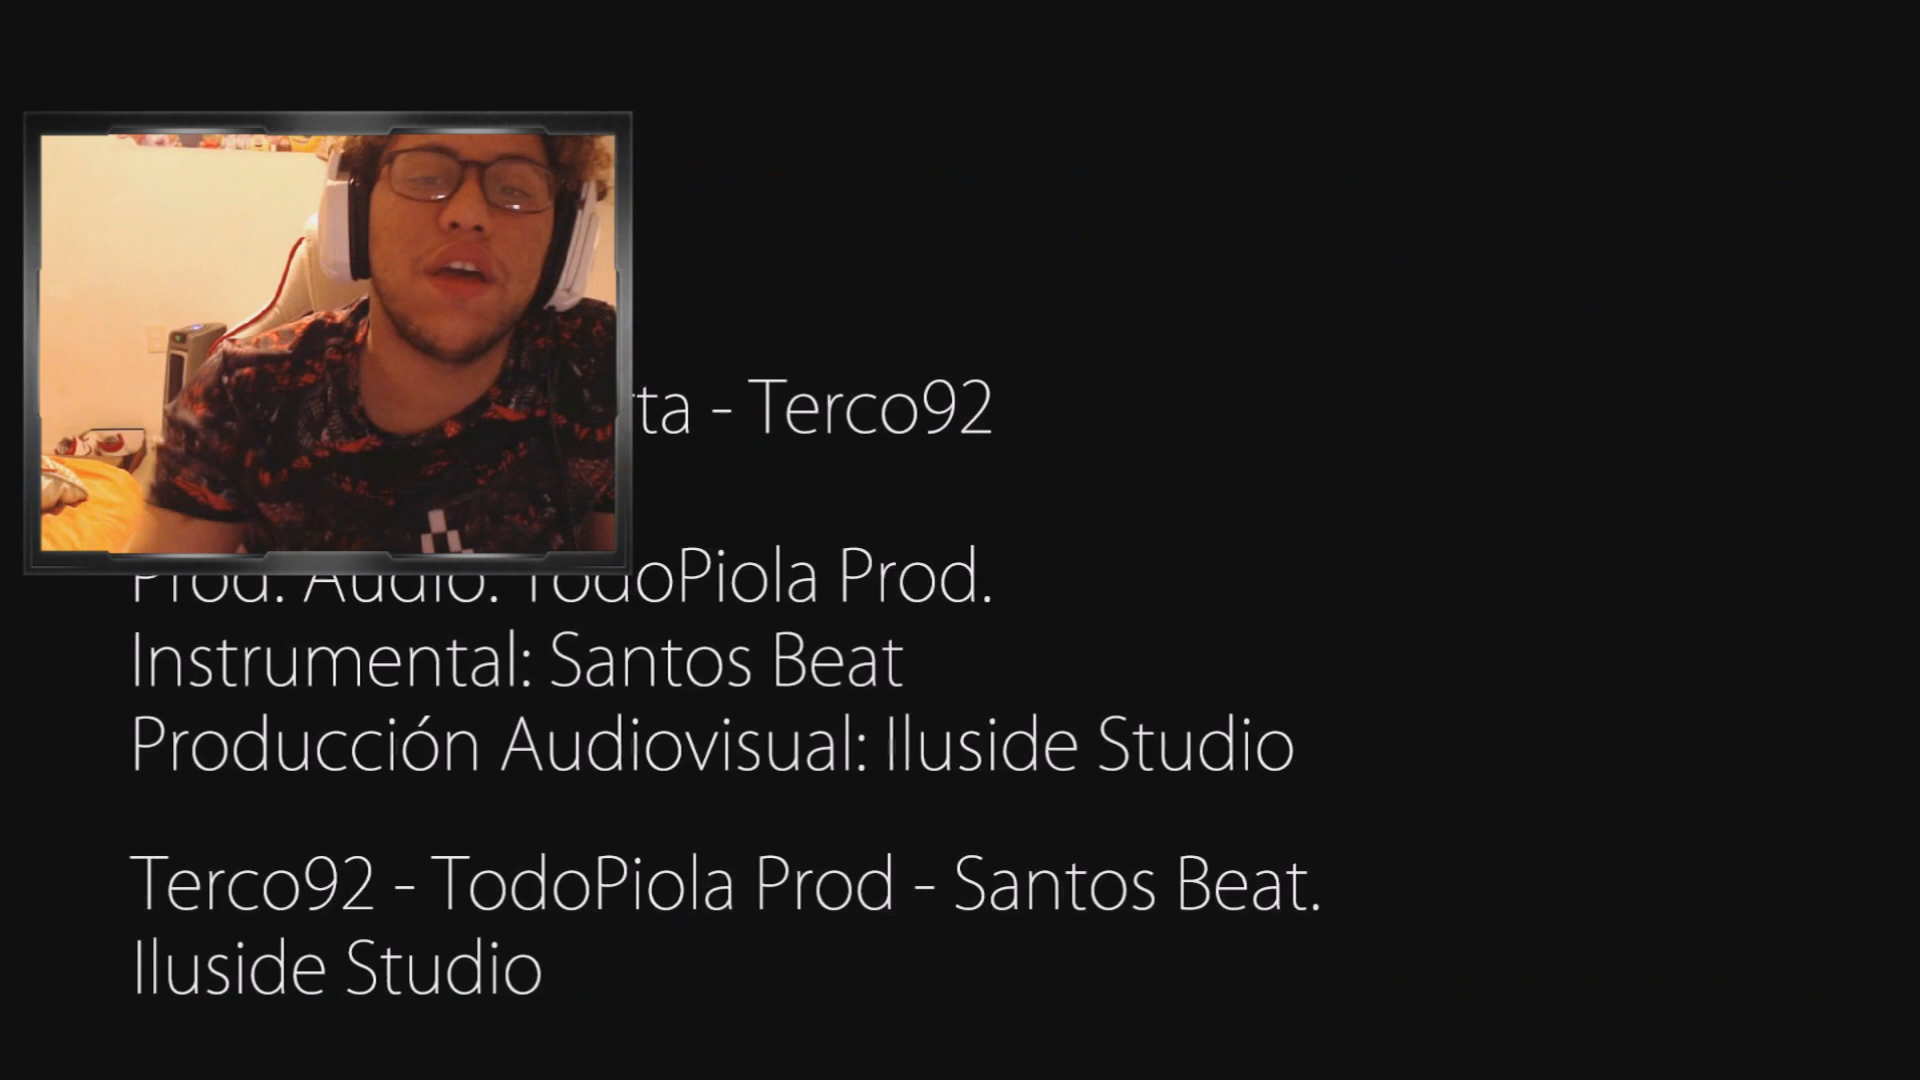 - Terco92
Prod. Audio: TodoPiola Prod.
Instrumental: Santos Beat
Producción Audiovisual: Iluside Studio
Terco92 - TodoPiola Prod - Santos Beat.
Iluside Studio